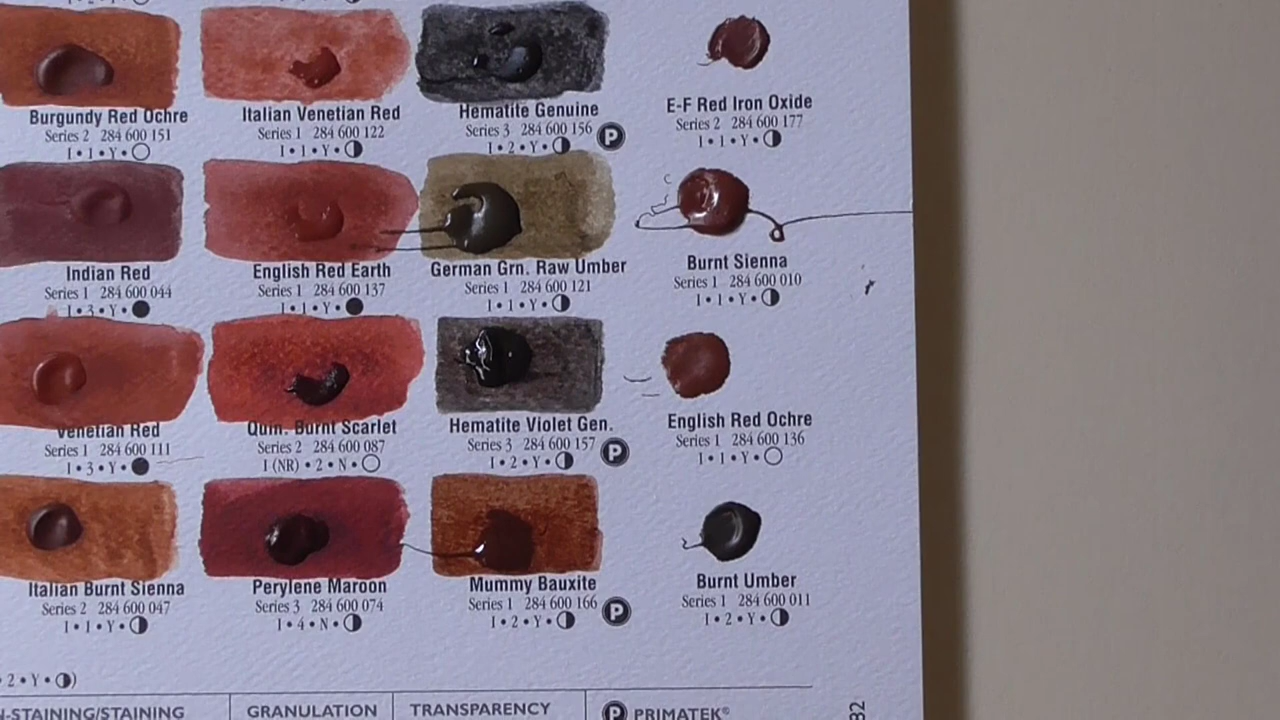 Burgundy Red Ochre
Series 2 284 600 151
I • 1 • Y •
Italian Venetian Red
Series 1 284 600 122
I • 1 • Y •
Hematite Genuine
Series 3 284 600 156 P
I • 2 • Y •
E-F Red Iron Oxide
Series 2 284 600 177
I • 1 • Y •
Indian Red
Series 1 284 600 044
I • 3 • Y •
English Red Earth
Series 1 284 600 137
I • 1 • Y •
German Grn. Raw Umber
Series 1 284 600 121
I • 1 • Y •
Burnt Sienna
Series 1 284 600 010
I • 1 • Y •
Venetian Red
Series 1 284 600 111
I • 3 • Y •
Quin. Burnt Scarlet
Series 2 284 600 087
I (NR) • 2 • N •
Hematite Violet Gen.
Series 3 284 600 157 P
I • 2 • Y •
English Red Ochre
Series 1 284 600 136
I • 1 • Y •
Italian Burnt Sienna
Series 2 284 600 047
I • 1 • Y •
Perylene Maroon
Series 3 284 600 074
I • 4 • N •
Mummy Bauxite
Series 1 284 600 166 P
I • 2 • Y •
Burnt Umber
Series 1 284 600 011
I • 2 • Y •
2 • Y • )
-STAINING/STAINING
GRANULATION
TRANSPARENCY
P PRIMATEK®